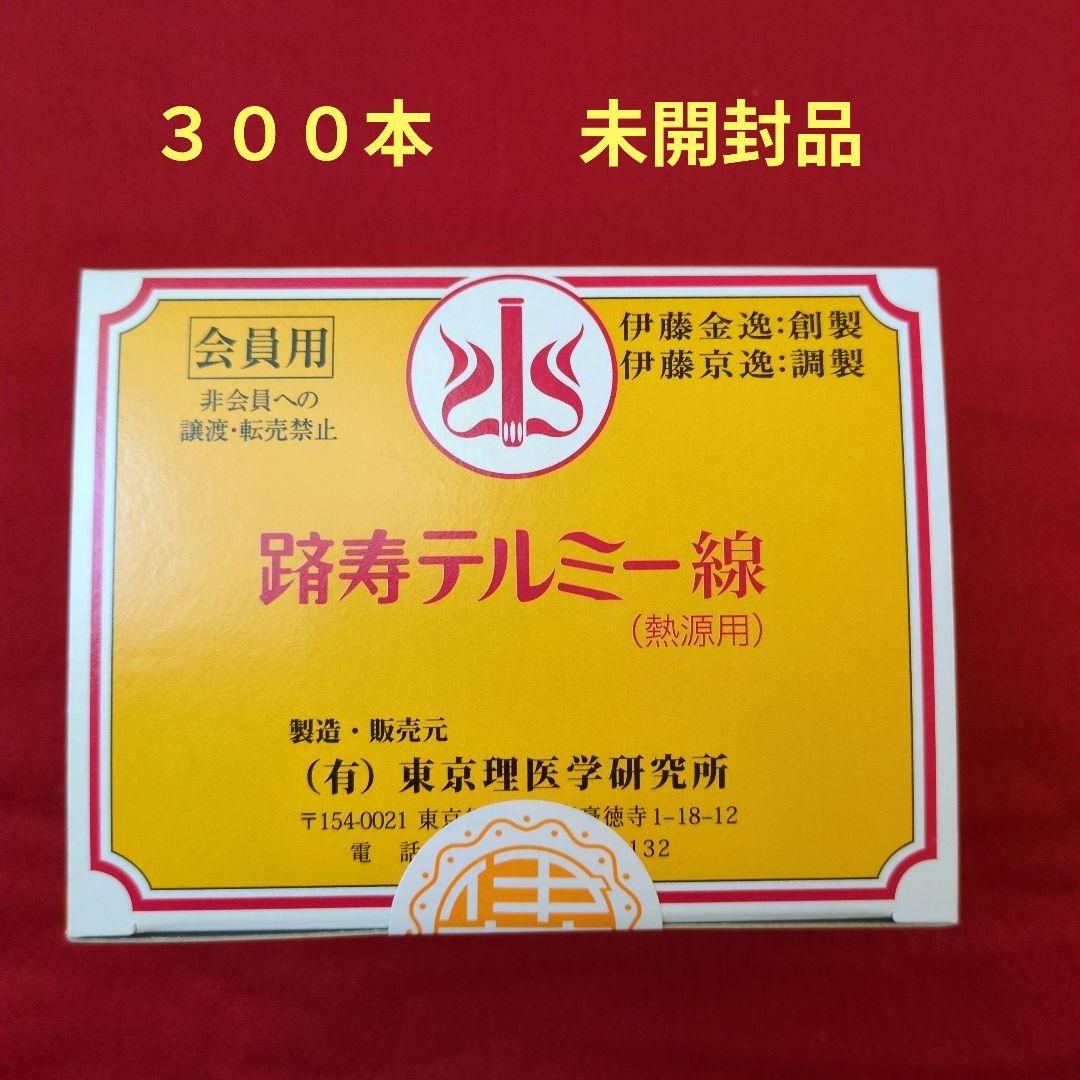 ３００本　未開封品
会員用
非会員への
譲渡・転売禁止
伊藤金逸：創製
伊藤京逸：調製
踏寿テルミー線
（熱源用）
製造・販売元
（有）東京理医学研究所
〒154-0021 東京 豪徳寺1-18-12
電話 132